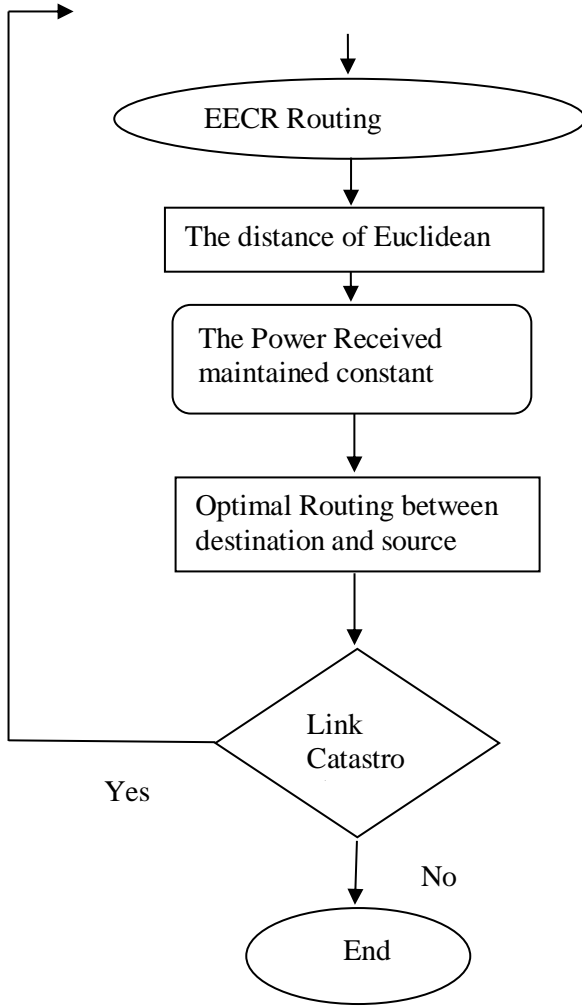 EECR Routing
The distance of Euclidean
The Power Received
maintained constant
Optimal Routing between
destination and source
Link
Catastro
Yes
No
End